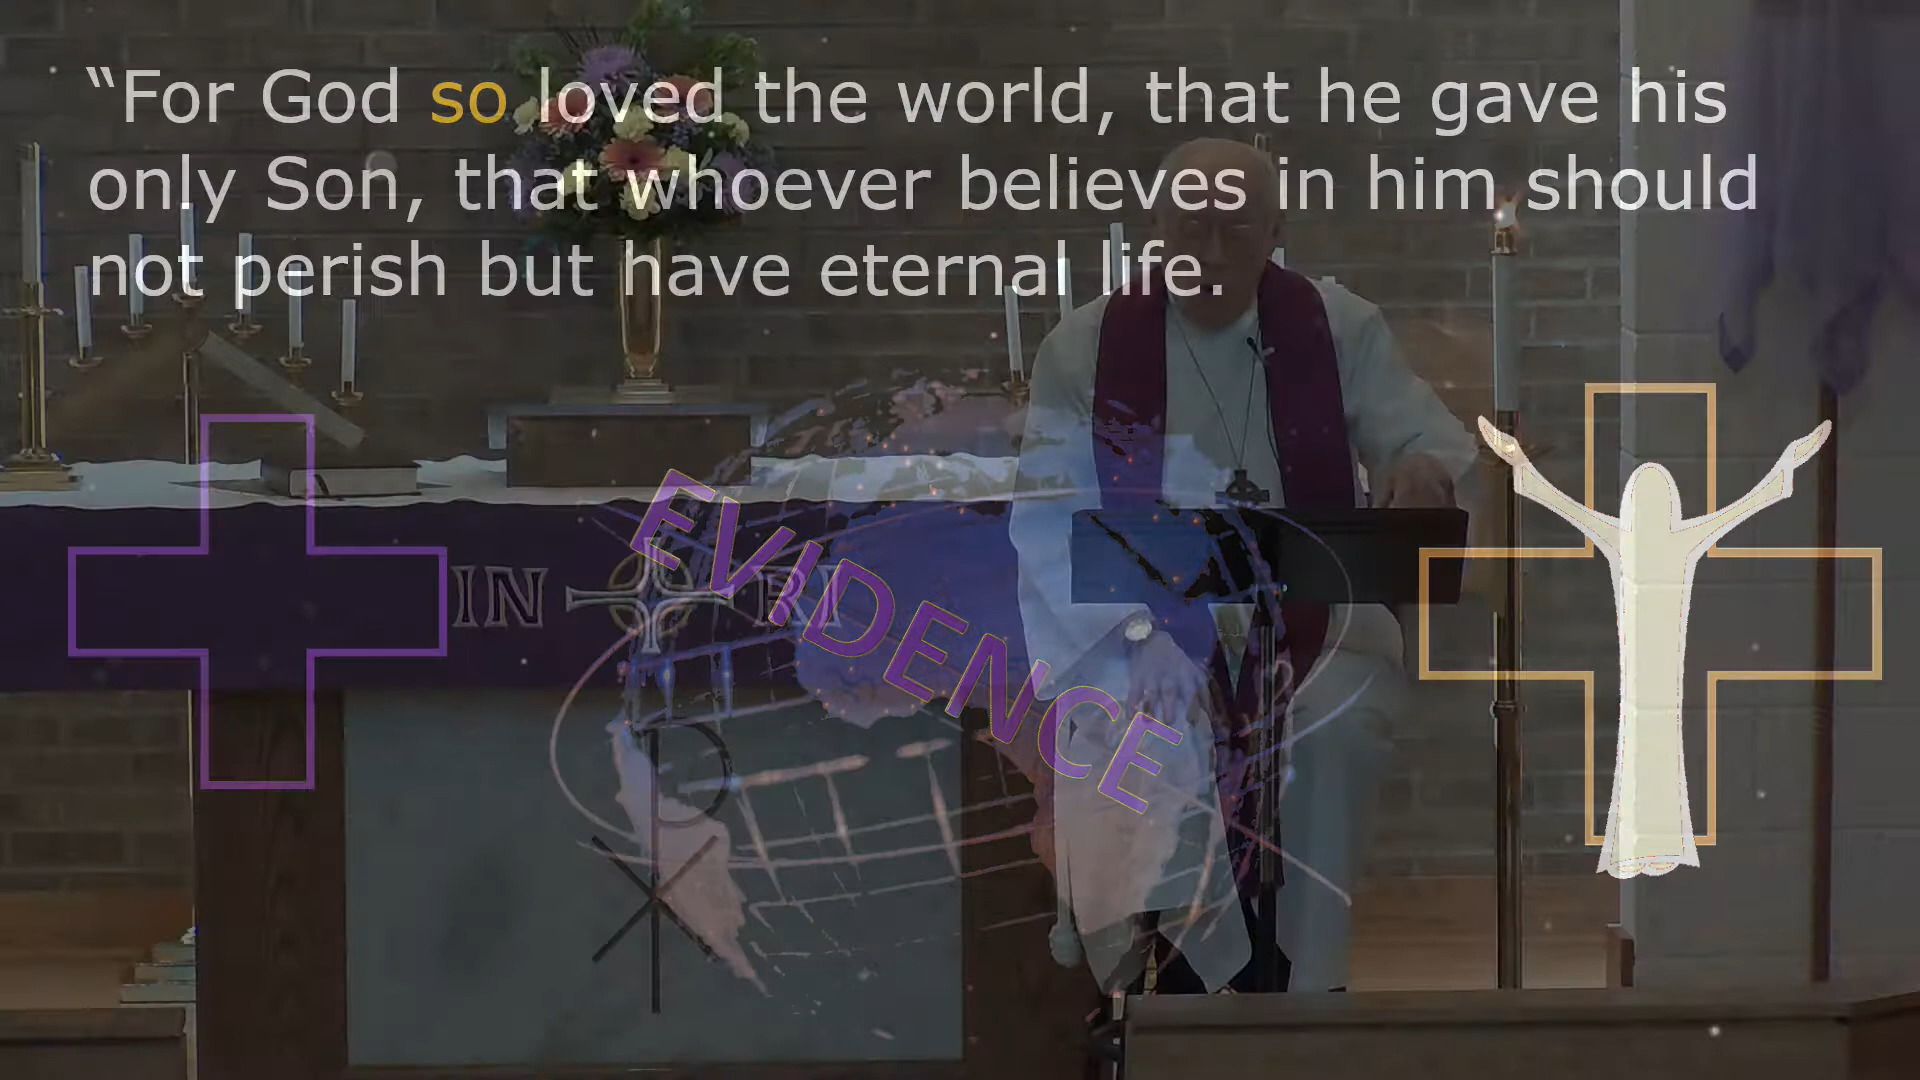 “For God so loved the world, that he gave his
only Son, that whoever believes in him should
not perish but have eternal life.
IN RI
EVIDENCE